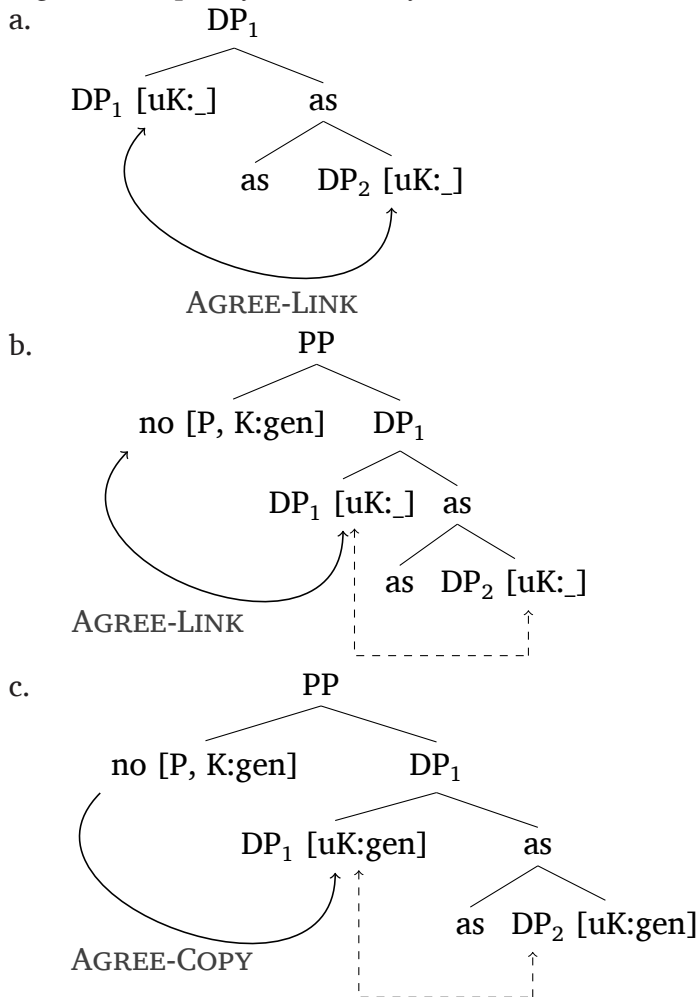 a.
DP₁
DP₁ [uK:_] as
as DP₂ [uK:_]
AGREE-LINK
b.
PP
no [P, K:gen] DP₁
DP₁ [uK:_] as
as DP₂ [uK:_]
AGREE-LINK
c.
PP
no [P, K:gen] DP₁
DP₁ [uK:gen] as
as DP₂ [uK:gen]
AGREE-COPY